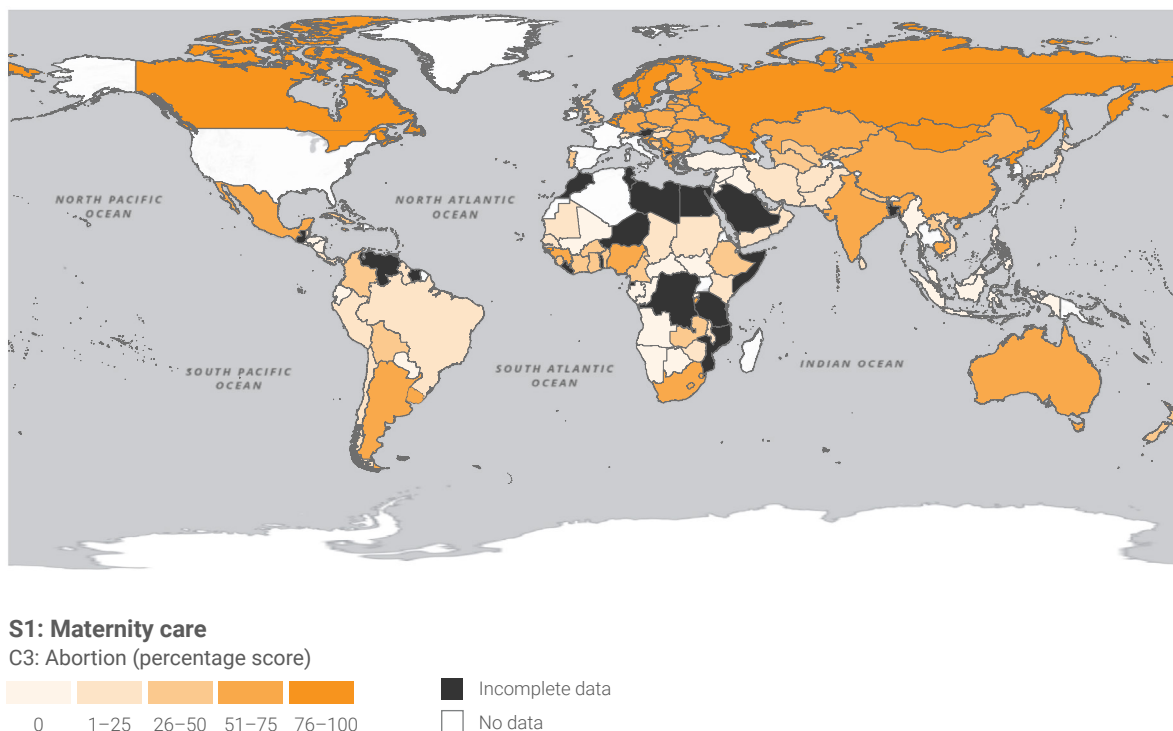 NORTH PACIFIC
OCEAN
NORTH ATLANTIC
OCEAN
SOUTH PACIFIC
OCEAN
SOUTH ATLANTIC
OCEAN
INDIAN OCEAN
S1: Maternity care
C3: Abortion (percentage score)
0 1–25 26–50 51–75 76–100
Incomplete data
No data